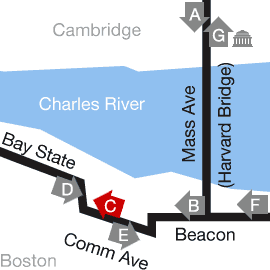 Cambridge
A
G
Charles River
Mass Ave
(Harvard Bridge)
Bay State
D
C
B
F
E
Comm Ave
Beacon
Boston